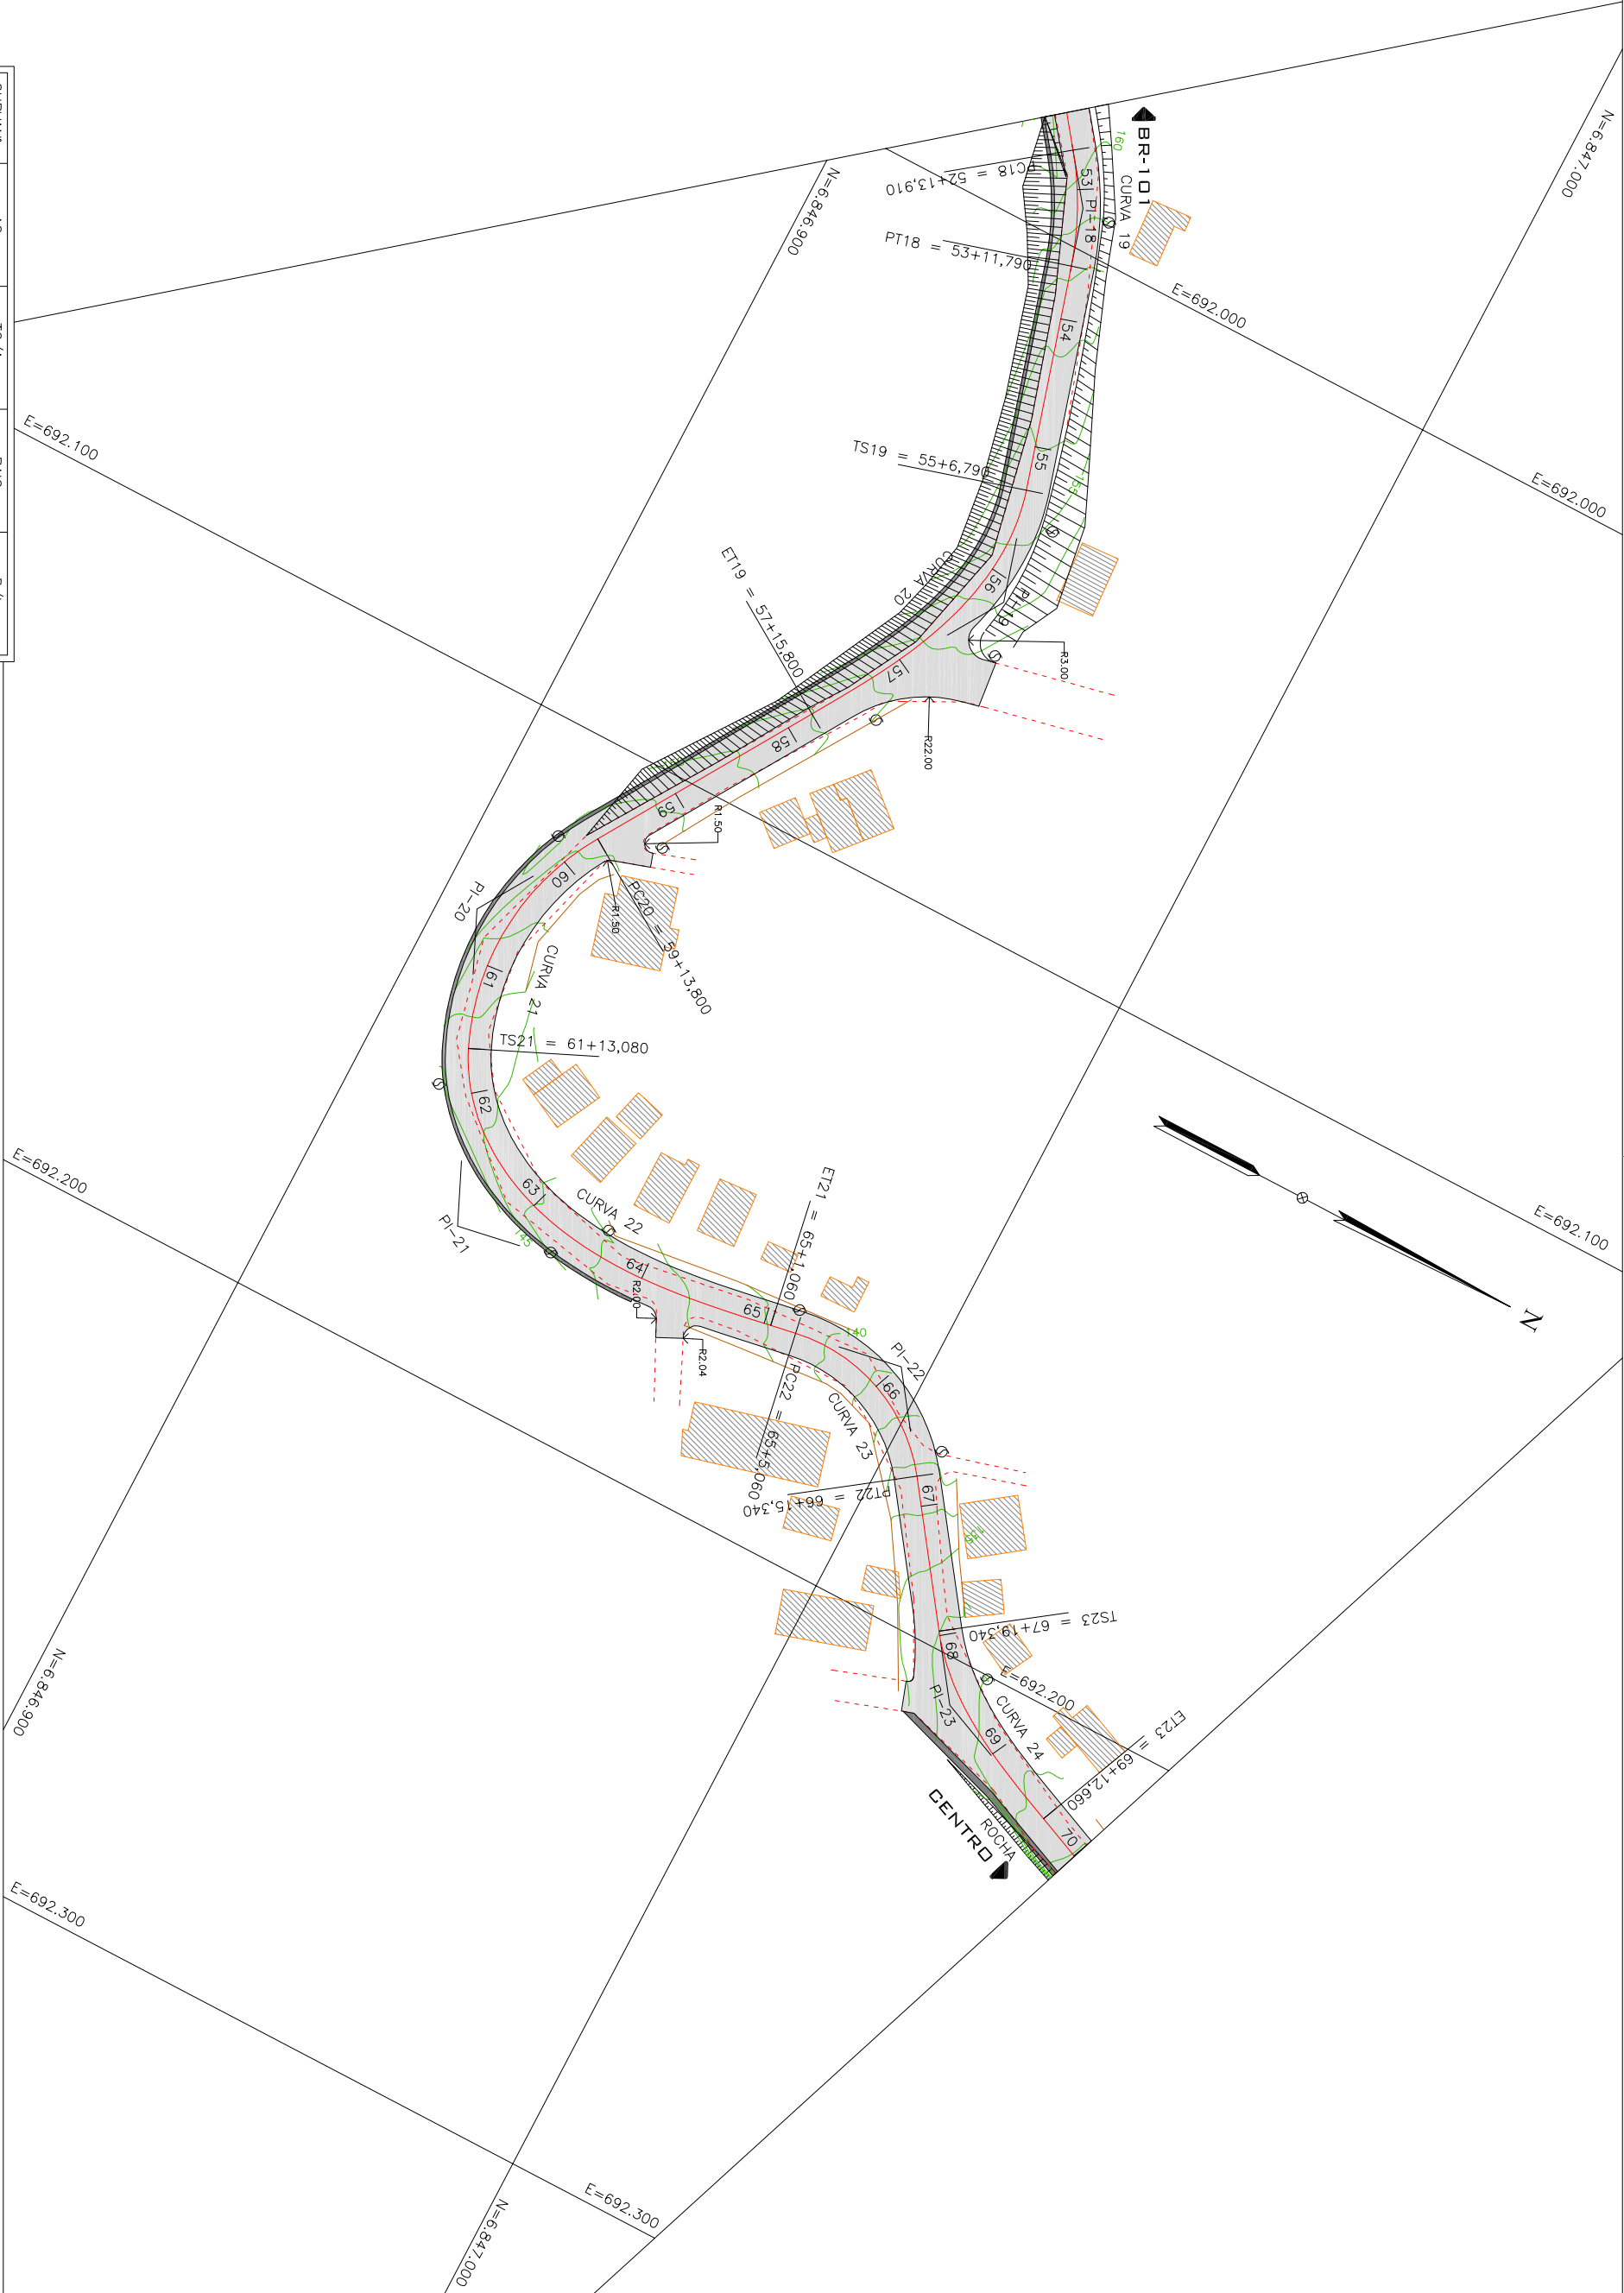 N=6.847.000
BR-101
160
CURVA 19
53
PI-18
PC18 = 52+13,910
N=6.846.900
PT18 = 53+11,790
E=692.000
54
E=692.100
E=692.000
TS19 = 55+6,790
55
155
CURVA 20
56
PI-19
ET19 = 57+15,800
R3.00
57
R22.00
58
59
R1.50
60
PI-20
PC20 = 59+13,800
R1.50
61
CURVA 21
TS21 = 61+13,080
62
E=692.200
63
CURVA 22
PI-21
145
ET21 = 65+1,060
E=692.100
N
64
R2.00
65
140
R2.04
PI-22
66
PC22 = 65+5,060
CURVA 23
67
PT22 = 66+15,340
135
TS23 = 67+19,340
68
E=692.200
N=6.846.900
PI-23
CURVA 24
69
ET23 = 69+12,660
CENTRO
ROCHA
70
E=692.300
E=692.300
N=6.847.000